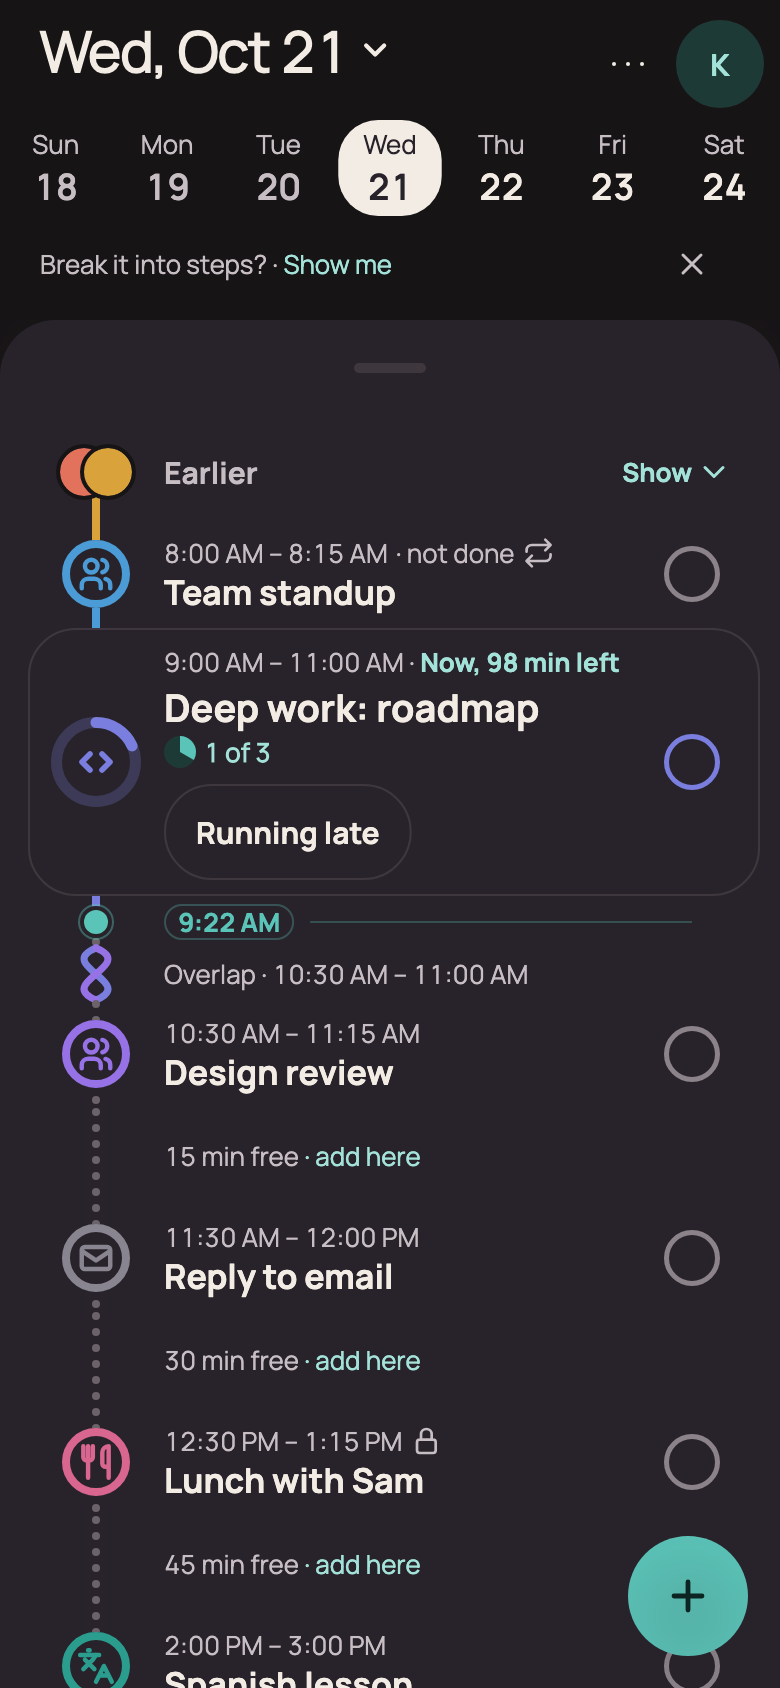 Wed, Oct 21
... K
Sun Mon Tue Wed Thu Fri Sat
18 19 20 21 22 23 24
Break it into steps? · Show me
Earlier Show
8:00 AM – 8:15 AM · not done
Team standup
9:00 AM – 11:00 AM · Now, 98 min left
Deep work: roadmap
1 of 3
Running late
9:22 AM
Overlap · 10:30 AM – 11:00 AM
10:30 AM – 11:15 AM
Design review
15 min free · add here
11:30 AM – 12:00 PM
Reply to email
30 min free · add here
12:30 PM – 1:15 PM
Lunch with Sam
45 min free · add here
2:00 PM – 3:00 PM
Spanish lesson